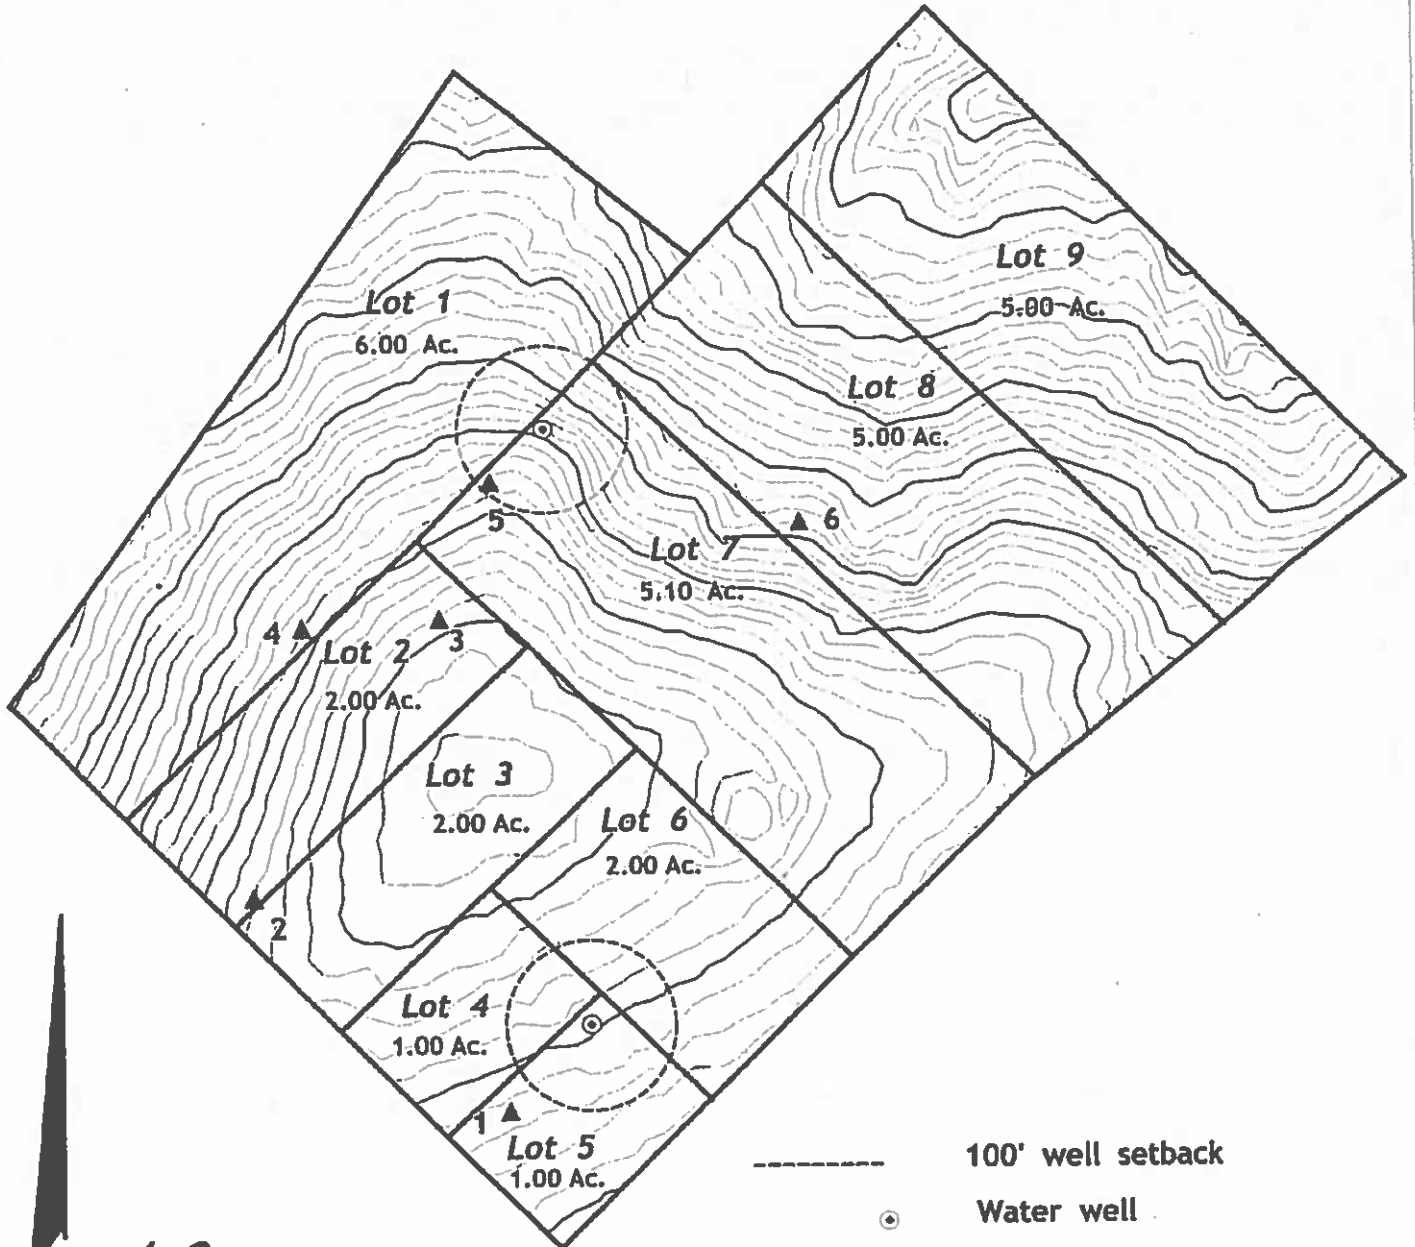 Lot 9
5.00 Ac.
Lot 1
6.00 Ac.
Lot 8
5.00 Ac.
5
6
Lot 7
5.10 Ac.
4
3
Lot 2
2.00 Ac.
Lot 3
2.00 Ac.
Lot 6
2.00 Ac.
2
Lot 4
1.00 Ac.
1
Lot 5
1.00 Ac.
100' well setback
Water well